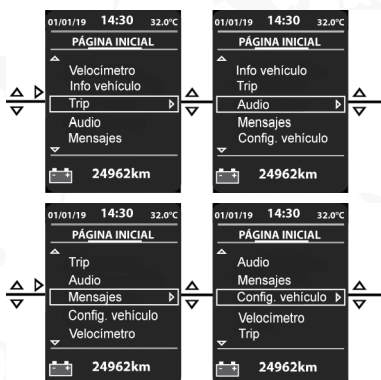 01/01/19 14:30 32.0°C
PÁGINA INICIAL
Velocímetro
Info vehículo
Trip
Audio
Mensajes
24962km
01/01/19 14:30 32.0°C
PÁGINA INICIAL
Info vehículo
Trip
Audio
Mensajes
Config. vehículo
24962km
01/01/19 14:30 32.0°C
PÁGINA INICIAL
Trip
Audio
Mensajes
Config. vehículo
Velocímetro
24962km
01/01/19 14:30 32.0°C
PÁGINA INICIAL
Audio
Mensajes
Config. vehículo
Velocímetro
Trip
24962km